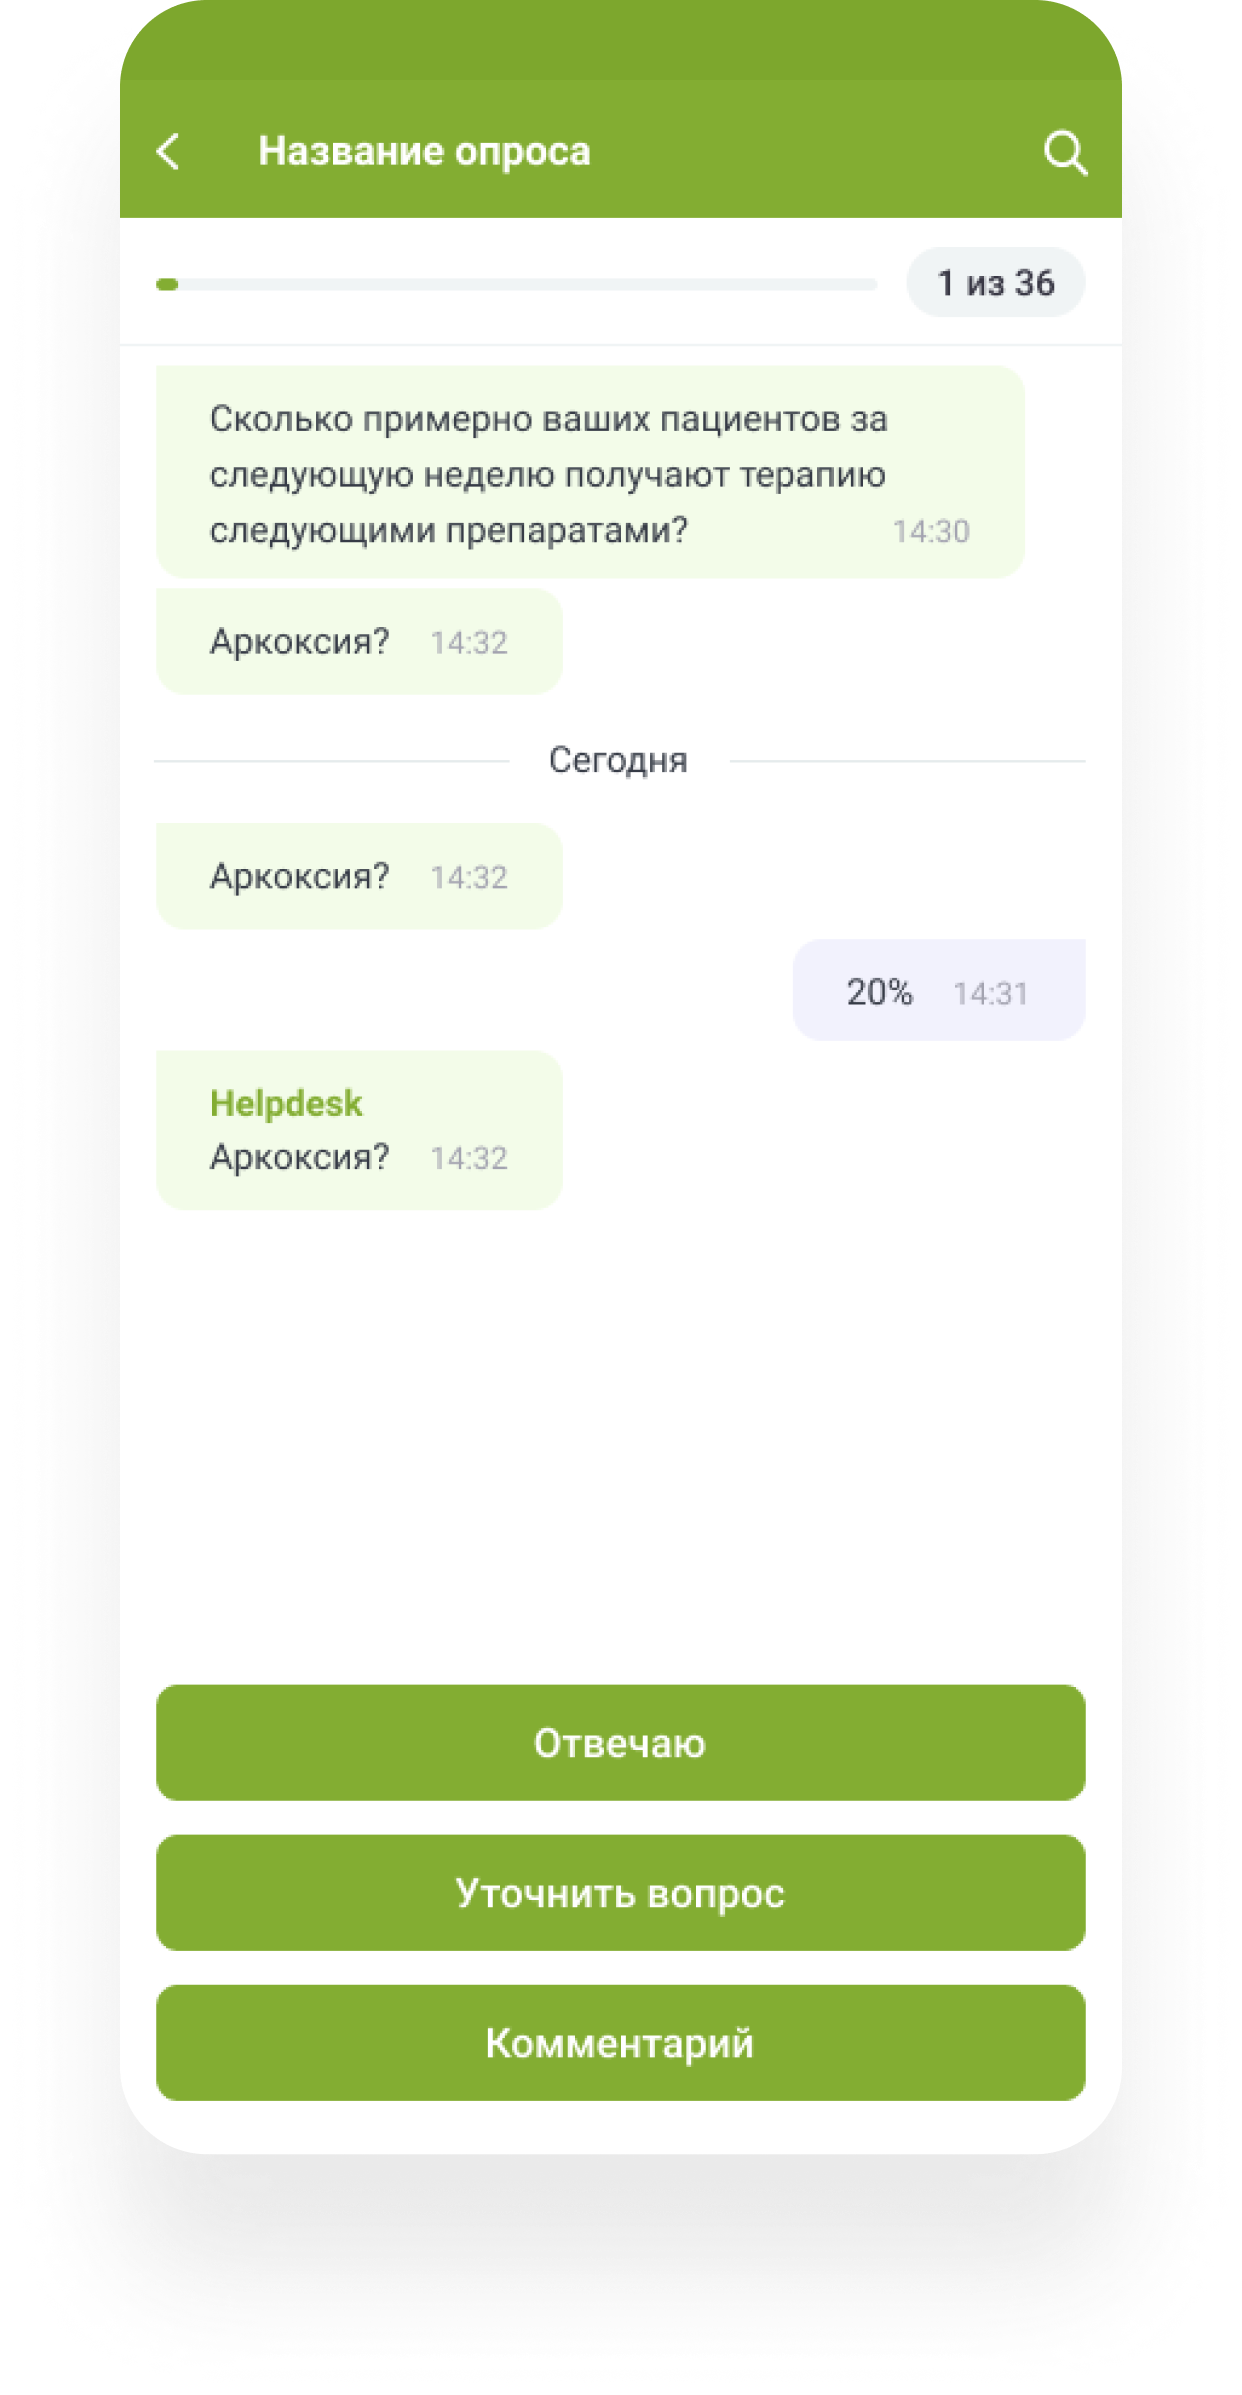 Название опроса
1 из 36
Сколько примерно ваших пациентов за
следующую неделю получают терапию
следующими препаратами? 14:30
Аркоксия? 14:32
Сегодня
Аркоксия? 14:32
20% 14:31
Helpdesk
Аркоксия? 14:32
Отвечаю
Уточнить вопрос
Комментарий